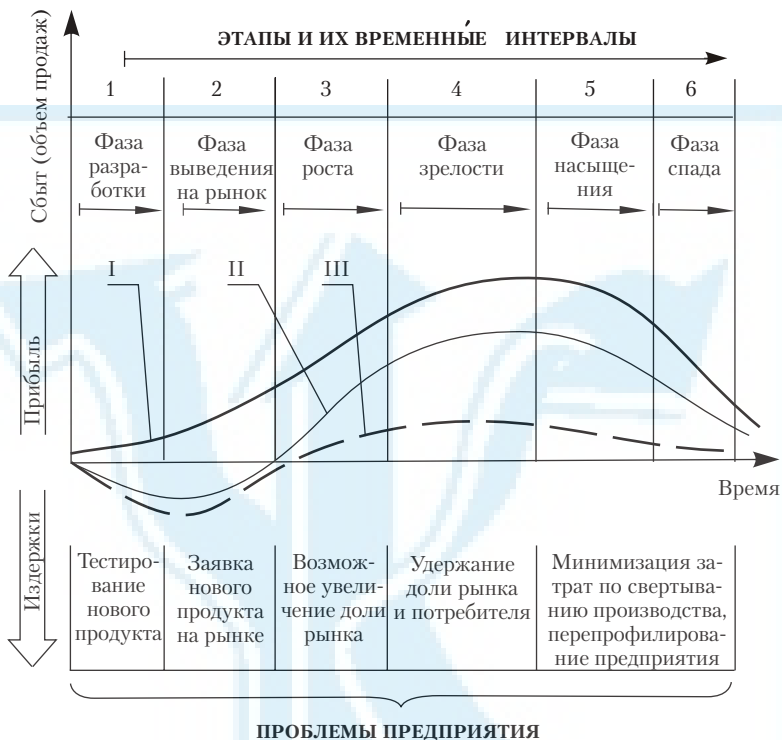 ЭТАПЫ И ИХ ВРЕМЕННЫ́Е ИНТЕРВАЛЫ
Сбыт (объем продаж)
1
2
3
4
5
6
Фаза
разра-
ботки
Фаза
выведения
на рынок
Фаза
роста
Фаза
зрелости
Фаза
насыще-
ния
Фаза
спада
I
II
III
Прибыль
Время
Издержки
Тестиро-
вание
нового
продукта
Заявка
нового
продукта
на рынке
Возмож-
ное увели-
чение доли
рынка
Удержание
доли рынка
и потребителя
Минимизация за-
трат по свертыва-
нию производства,
перепрофилирова-
ние предприятия
ПРОБЛЕМЫ ПРЕДПРИЯТИЯ